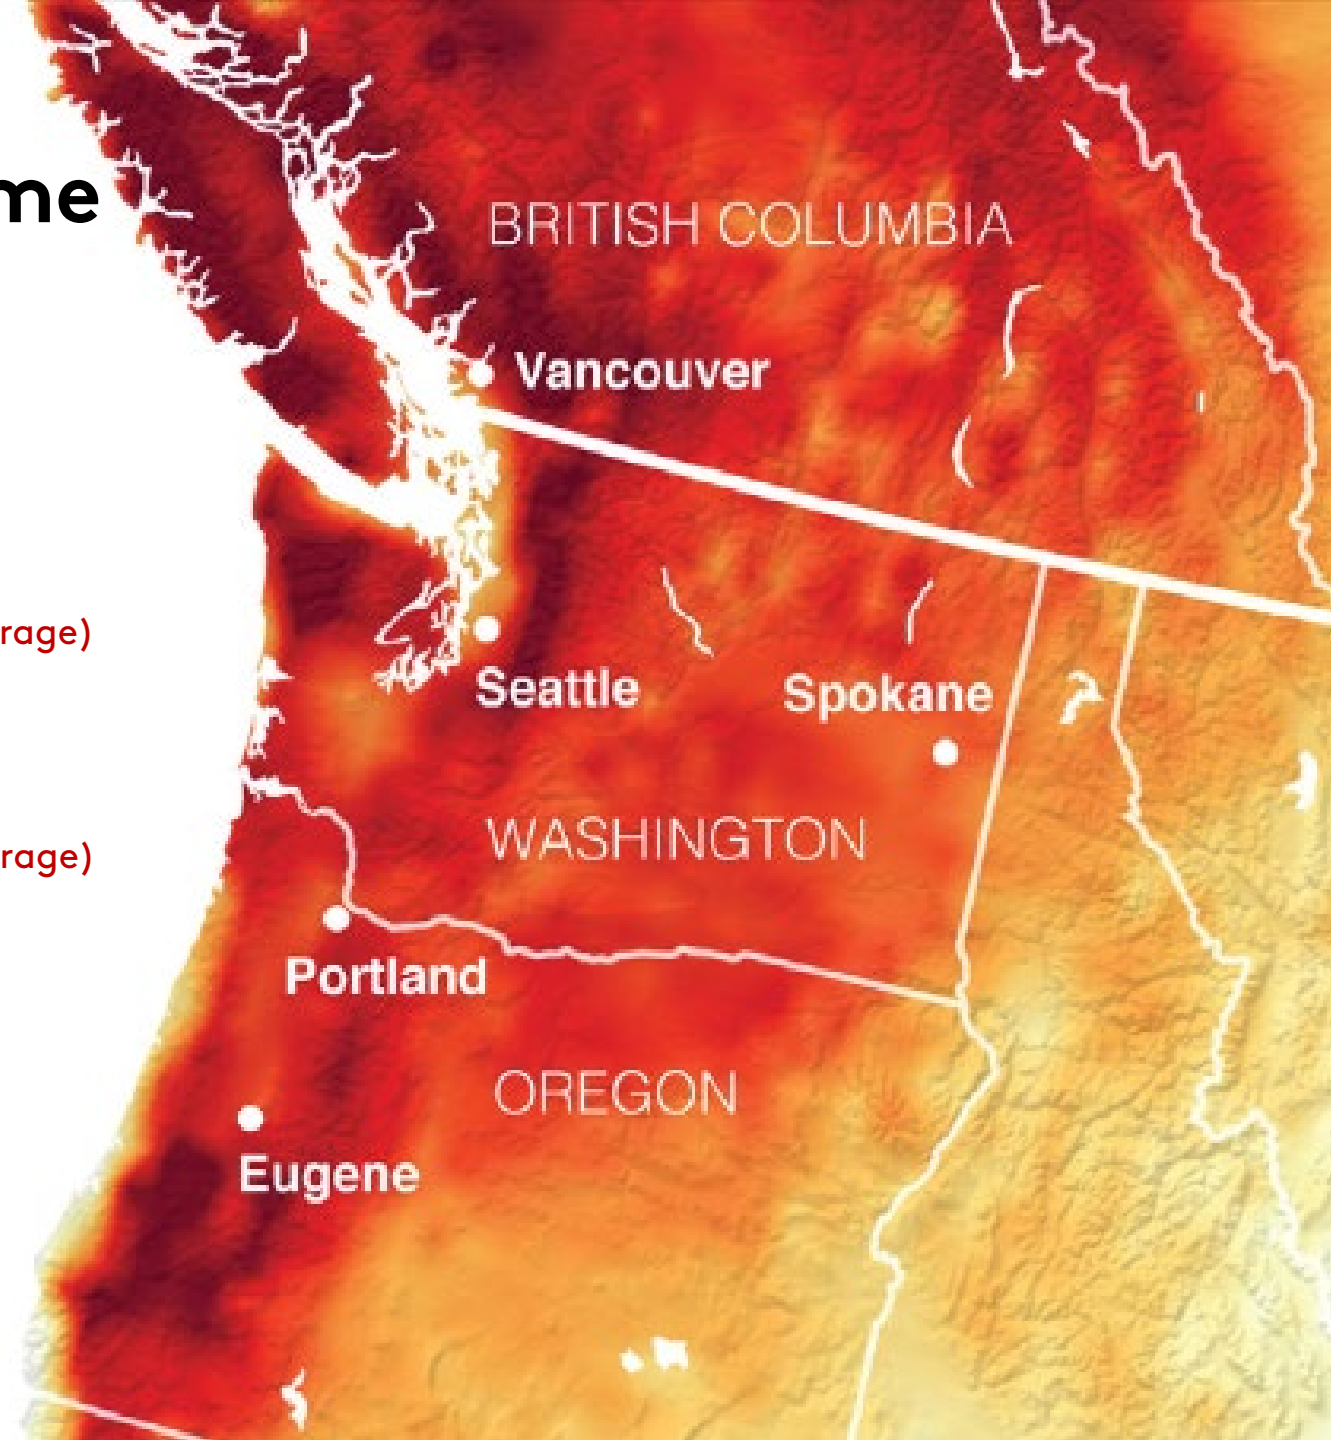 me
BRITISH COLUMBIA
Vancouver
rage)
Seattle
Spokane
WASHINGTON
rage)
Portland
OREGON
Eugene